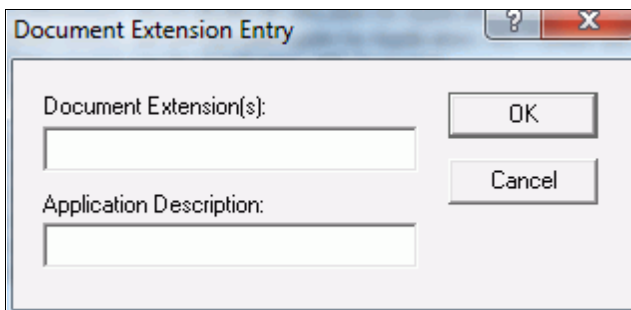 Document Extension Entry
?
X
Document Extension(s):
OK
Cancel
Application Description: